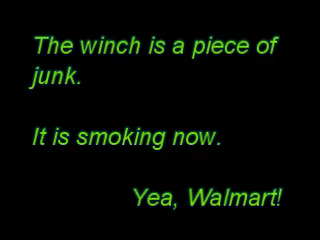 The winch is a piece of
junk.
It is smoking now.
Yea, Walmart!